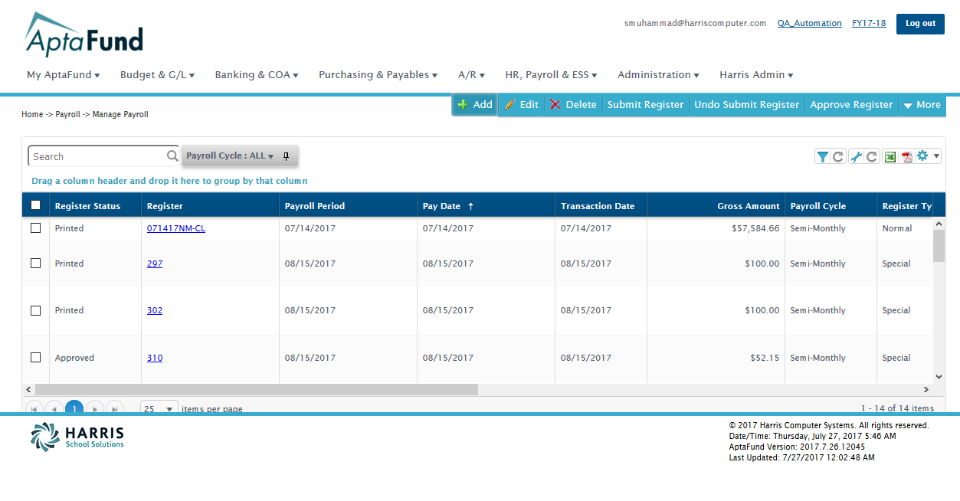 AptaFund
smuhammad@harriscomputer.com QA_Automation FY17-18 Log out
My AptaFund Budget & G/L Banking & COA Purchasing & Payables A/R HR, Payroll & ESS Administration Harris Admin
Add Edit Delete Submit Register Undo Submit Register Approve Register More
Home -> Payroll -> Manage Payroll
Search Payroll Cycle : ALL
Drag a column header and drop it here to group by that column
Register Status Register Payroll Period Pay Date ↑ Transaction Date Gross Amount Payroll Cycle Register Ty
Printed 071417NM-CL 07/14/2017 07/14/2017 07/14/2017 $57,584.66 Semi-Monthly Normal
Printed 297 08/15/2017 08/15/2017 08/15/2017 $100.00 Semi-Monthly Special
Printed 302 08/15/2017 08/15/2017 08/15/2017 $100.00 Semi-Monthly Special
Approved 310 08/15/2017 08/15/2017 08/15/2017 $52.15 Semi-Monthly Special
1 25 items per page 1 - 14 of 14 items
HARRIS
School Solutions
© 2017 Harris Computer Systems. All rights reserved.
Date/Time: Thursday, July 27, 2017 5:46 AM
AptaFund Version: 2017.7.26.12045
Last Updated: 7/27/2017 12:02:48 AM